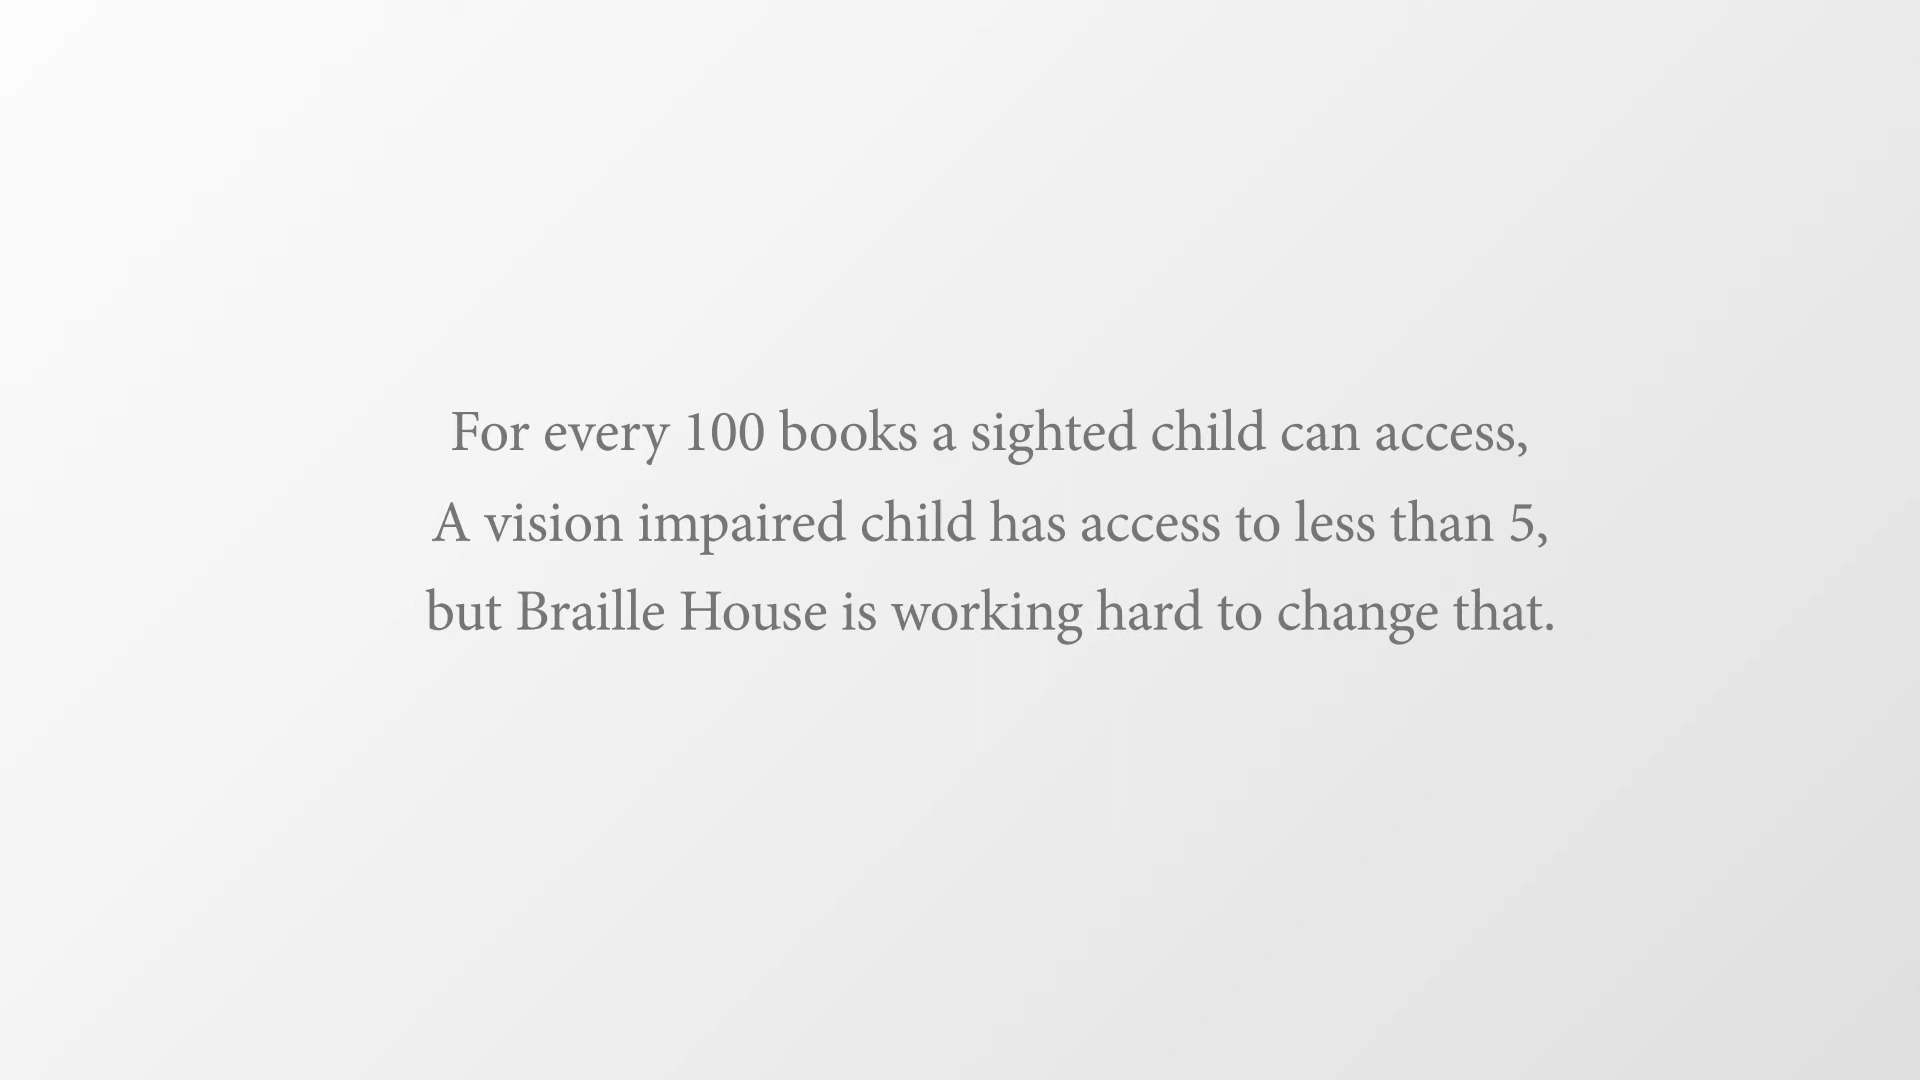 For every 100 books a sighted child can access,
A vision impaired child has access to less than 5,
but Braille House is working hard to change that.